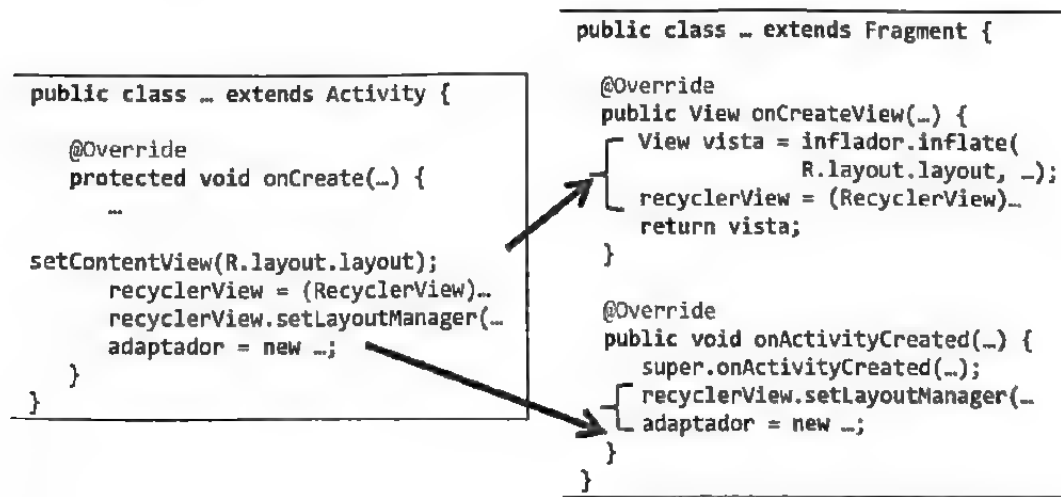 public class … extends Activity {
@Override
protected void onCreate(…) {
…
setContentView(R.layout.layout);
recyclerView = (RecyclerView)…
recyclerView.setLayoutManager(…
adaptador = new …;
}
}
public class … extends Fragment {
@Override
public View onCreateView(…) {
View vista = inflador.inflate(
R.layout.layout, …);
recyclerView = (RecyclerView)…
return vista;
}
@Override
public void onActivityCreated(…) {
super.onActivityCreated(…);
recyclerView.setLayoutManager(…
adaptador = new …;
}
}